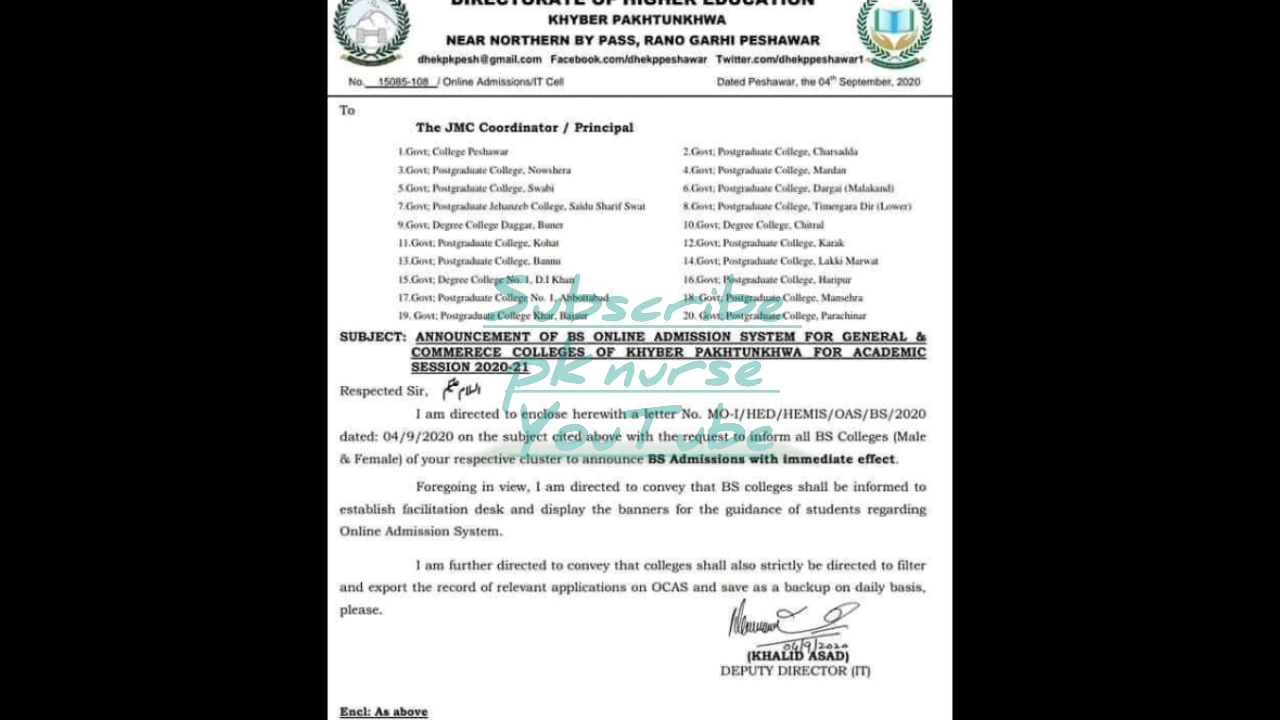 DIRECTORATE OF HIGHER EDUCATION
KHYBER PAKHTUNKHWA
NEAR NORTHERN BY PASS, RANO GARHI PESHAWAR
dhekpkpesh@gmail.com Facebook.com/dhekppeshawar Twitter.com/dhekppeshawar1
No. 15085-108 / Online Admissions/IT Cell Dated Peshawar, the 04th September, 2020
To
The JMC Coordinator / Principal
1.Govt; College Peshawar 2.Govt; Postgraduate College, Charsadda
3.Govt; Postgraduate College, Nowshera 4.Govt; Postgraduate College, Mardan
5.Govt; Postgraduate College, Swabi 6.Govt; Postgraduate College, Dargai (Malakand)
7.Govt; Postgraduate Jehanzeb College, Saidu Sharif Swat 8.Govt; Postgraduate College, Timergara Dir (Lower)
9.Govt; Degree College Daggar, Buner 10.Govt; Degree College, Chitral
11.Govt; Postgraduate College, Kohat 12.Govt; Postgraduate College, Karak
13.Govt; Postgraduate College, Bannu 14.Govt; Postgraduate College, Lakki Marwat
15.Govt; Degree College No. 1, D.I Khan 16.Govt; Postgraduate College, Haripur
17.Govt; Postgraduate College No. 1, Abbottabad 18. Govt; Postgraduate College, Mansehra
19. Govt; Postgraduate College Khar, Bajaur 20. Govt; Postgraduate College, Parachinar
Subscribe
SUBJECT: ANNOUNCEMENT OF BS ONLINE ADMISSION SYSTEM FOR GENERAL &
COMMERECE COLLEGES OF KHYBER PAKHTUNKHWA FOR ACADEMIC
SESSION 2020-21
pk nurse
Respected Sir, السلام علیکم
I am directed to enclose herewith a letter No. MO-I/HED/HEMIS/OAS/BS/2020
dated: 04/9/2020 on the subject cited above with the request to inform all BS Colleges (Male
YouTube
& Female) of your respective cluster to announce BS Admissions with immediate effect.
Foregoing in view, I am directed to convey that BS colleges shall be informed to
establish facilitation desk and display the banners for the guidance of students regarding
Online Admission System.
I am further directed to convey that colleges shall also strictly be directed to filter
and export the record of relevant applications on OCAS and save as a backup on daily basis,
please.
04/9/2020
(KHALID ASAD)
DEPUTY DIRECTOR (IT)
Encl: As above